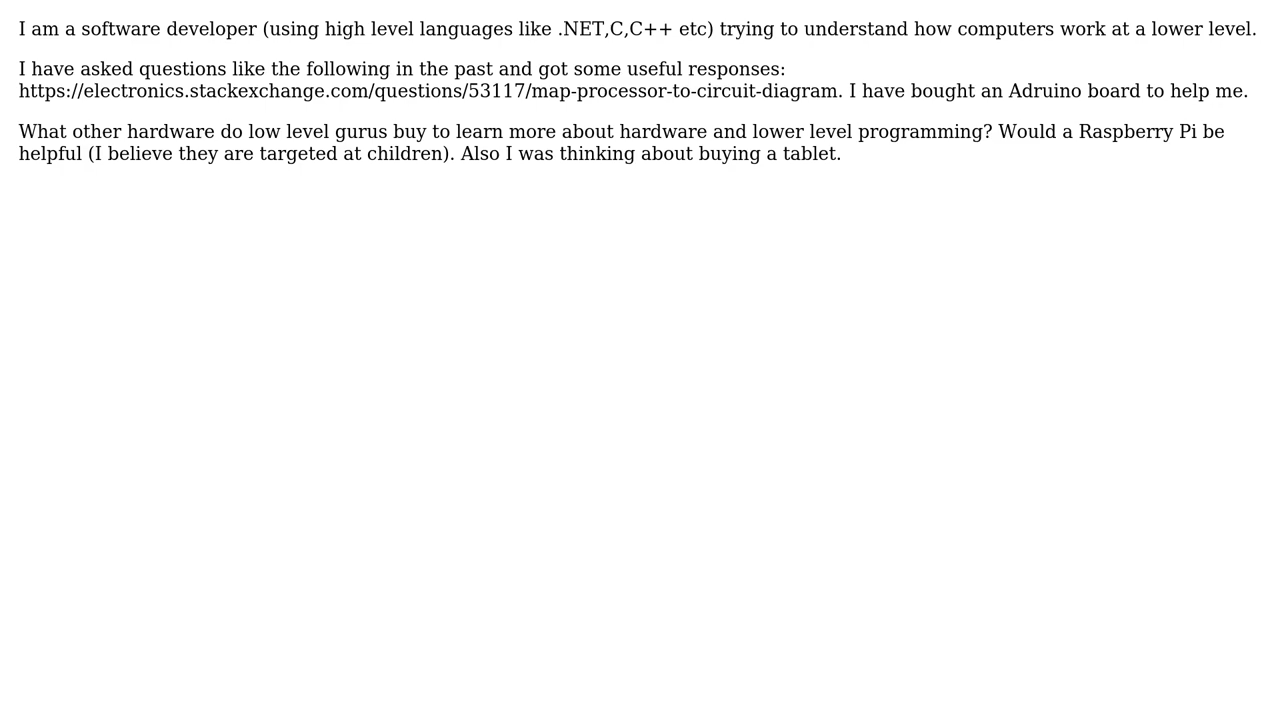 I am a software developer (using high level languages like .NET,C,C++ etc) trying to understand how computers work at a lower level.
I have asked questions like the following in the past and got some useful responses:
https://electronics.stackexchange.com/questions/53117/map-processor-to-circuit-diagram. I have bought an Adruino board to help me.
What other hardware do low level gurus buy to learn more about hardware and lower level programming? Would a Raspberry Pi be
helpful (I believe they are targeted at children). Also I was thinking about buying a tablet.